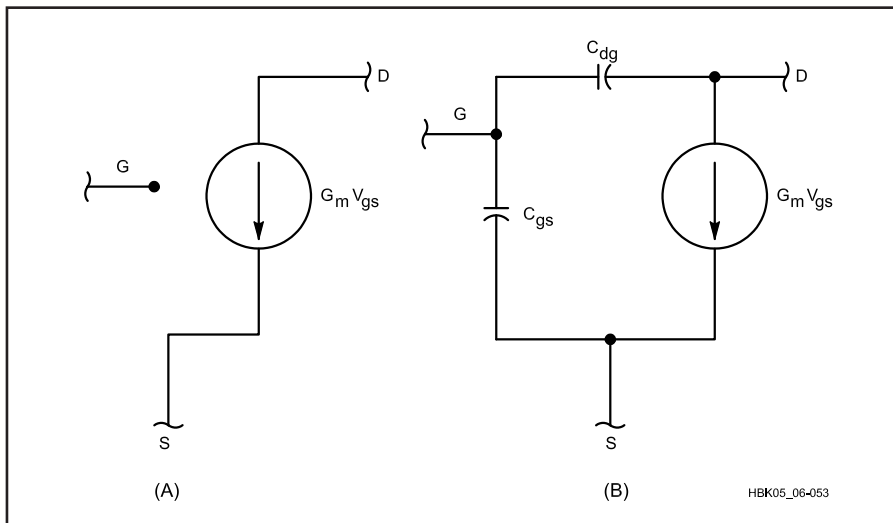 G
D
GmVgs
S
(A)
Cdg
G
D
Cgs
GmVgs
S
(B)
HBK05_06-053